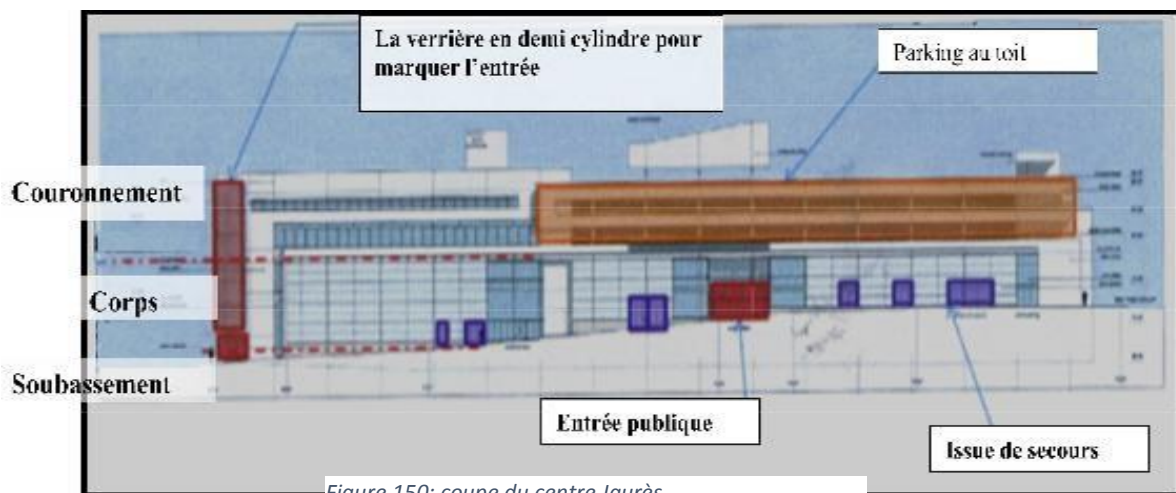 La verrière en demi cylindre pour
marquer l'entrée
Parking au toit
Couronnement
Corps
Soubassement
Entrée publique
Issue de secours
Figure 150: coupe du centre Jaurès